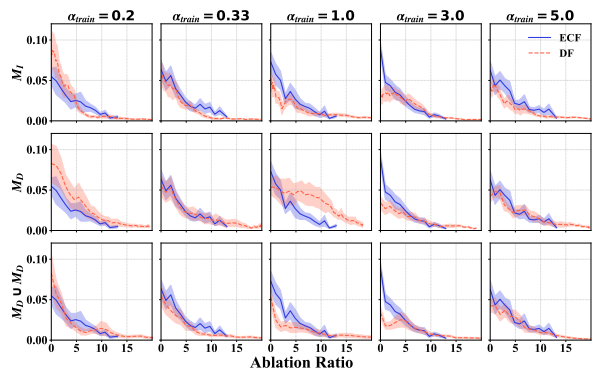 α_train = 0.2 α_train = 0.33 α_train = 1.0 α_train = 3.0 α_train = 5.0
M_I
0.10
0.05
0.00
ECF
DF
M_D
0.10
0.05
0.00
M_D ∪ M_D
0.10
0.05
0.00
0 5 10 15 0 5 10 15 0 5 10 15 0 5 10 15 0 5 10 15
Ablation Ratio